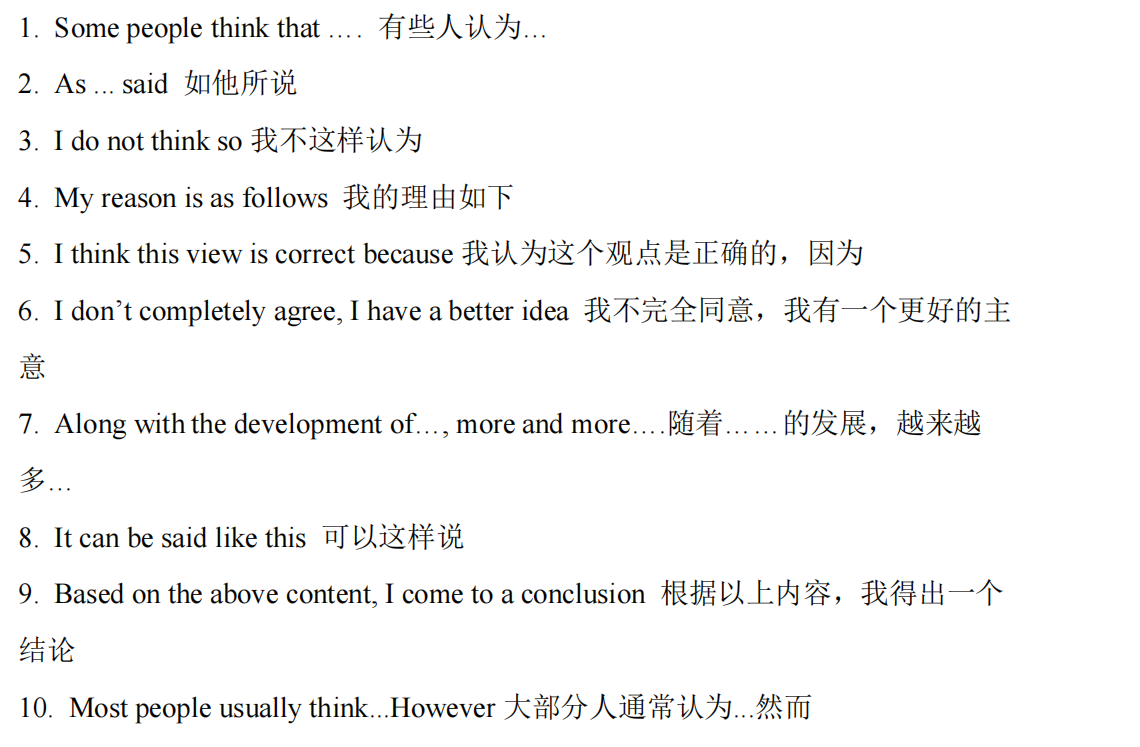 1. Some people think that …. 有些人认为…
2. As ... said 如他所说
3. I do not think so 我不这样认为
4. My reason is as follows 我的理由如下
5. I think this view is correct because 我认为这个观点是正确的，因为
6. I don’t completely agree, I have a better idea 我不完全同意，我有一个更好的主
意
7. Along with the development of…, more and more….随着……的发展，越来越
多…
8. It can be said like this 可以这样说
9. Based on the above content, I come to a conclusion 根据以上内容，我得出一个
结论
10. Most people usually think...However 大部分人通常认为...然而